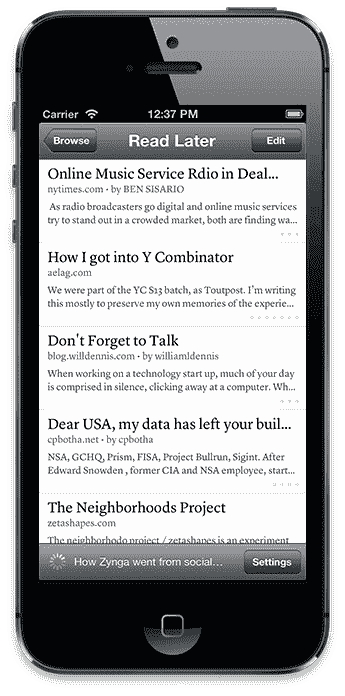 Carrier 12:37 PM
Browse Read Later Edit
Online Music Service Rdio in Deal...
nytimes.com • by BEN SISARIO
As radio broadcasters go digital and online music services
try to stand out in a crowded market, both are finding wa...
How I got into Y Combinator
aelag.com
We were part of the YC S13 batch, as Toutpost. I'm writing
this mostly to preserve my own memories of the experie...
Don't Forget to Talk
blog.willdennis.com • by williamldennis
When working on a technology start up, much of your day
is comprised in silence, clicking away at a computer. Wh...
Dear USA, my data has left your buil...
cpbotha.net • by cpbotha
NSA, GCHQ, Prism, FISA, Project Bullrun, Sigint. After
Edward Snowden , former CIA and NSA employee, start...
The Neighborhoods Project
zetashapes.com
The neighborhodo project / zetashapes is an experiment
How Zynga went from social... Settings